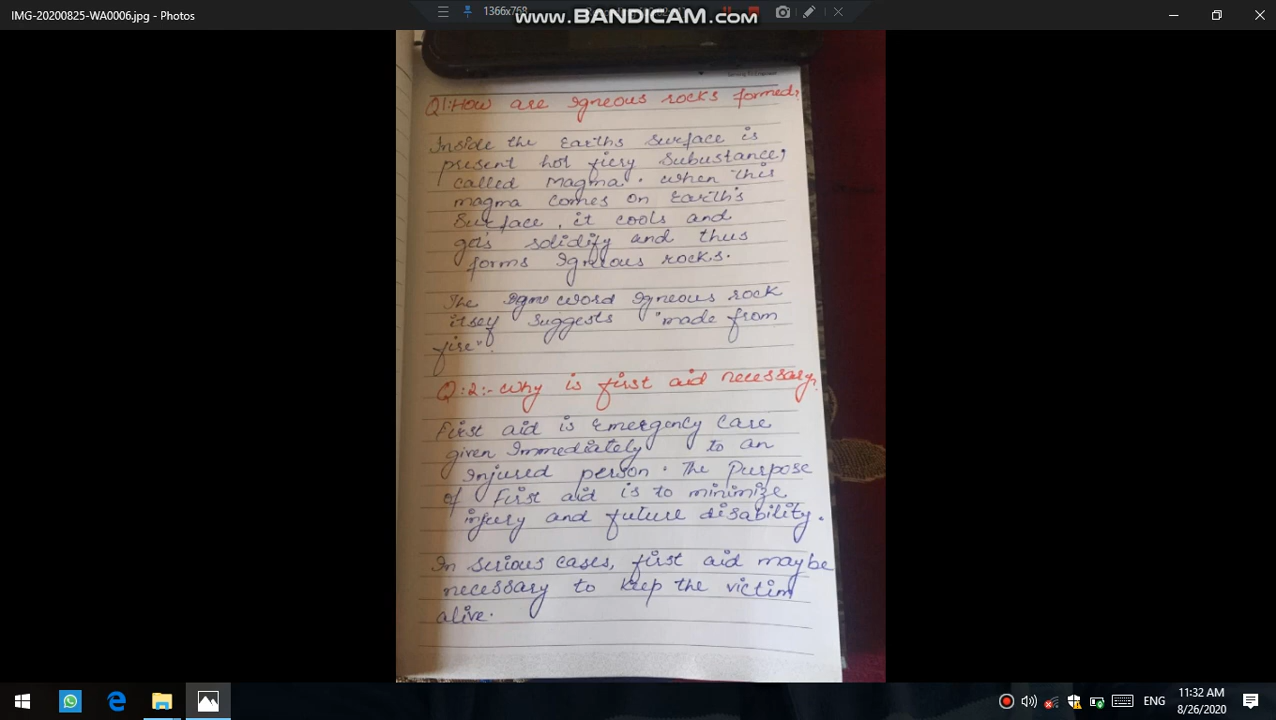 IMG-20200825-WA0006.jpg - Photos
1366x768
www.BANDICAM.com
Q1:How are Igneous rocks formed?
Inside the Earths Surface is
present hot fiery Subustance,
called Magma. when this
magma comes on Earth's
Surface, it cools and
gets solidify and thus
forms Igneous rocks.
The Igne word Igneous rock
itself suggests "made from
fire".
Q:2:- Why is first aid necessary?
First aid is Emergency Care
given Immediately to an
Injured person. The Purpose
of First aid is to minimize
injury and future disability.
In serious cases, first aid maybe
necessary to keep the victim
alive.
ENG
11:32 AM
8/26/2020